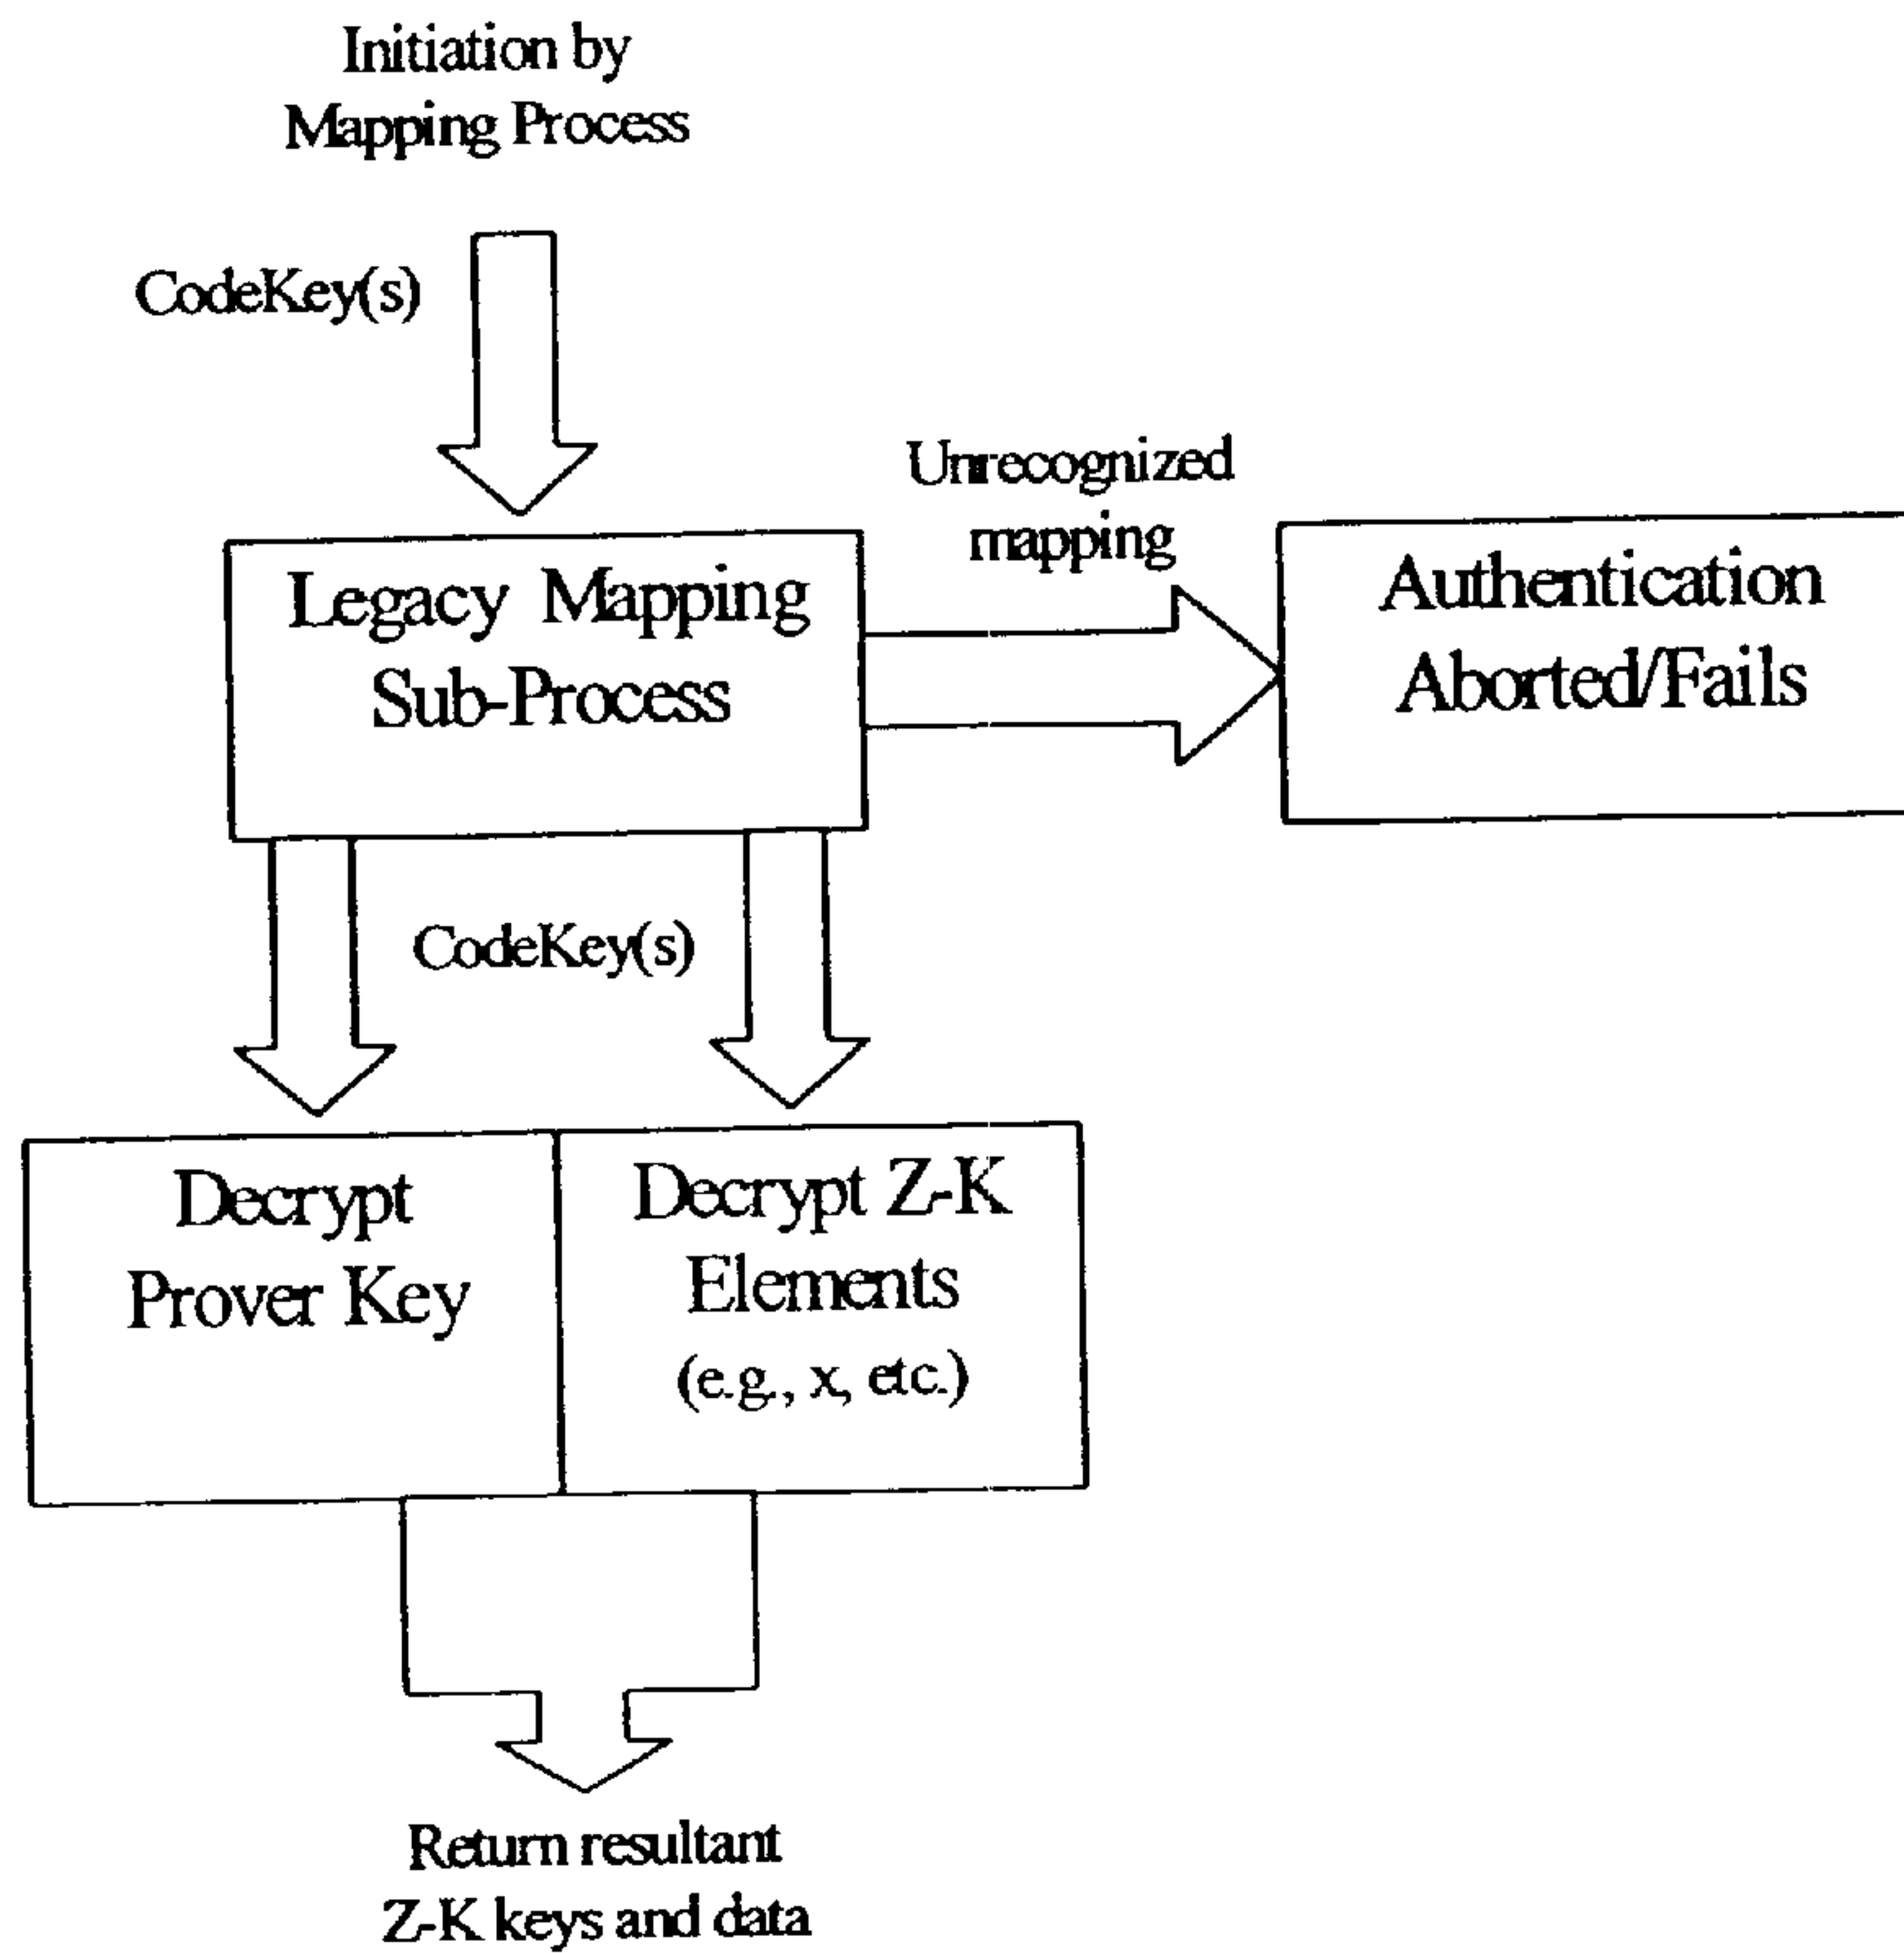 Initiation by
Mapping Process
CodeKey(s)
Unrecognized
mapping
Legacy Mapping
Sub-Process
Authentication
Aborted/Fails
CodeKey(s)
Decrypt
Prover Key
Decrypt Z-K
Elements
(e.g., x, etc.)
Return resultant
Z-K keys and data